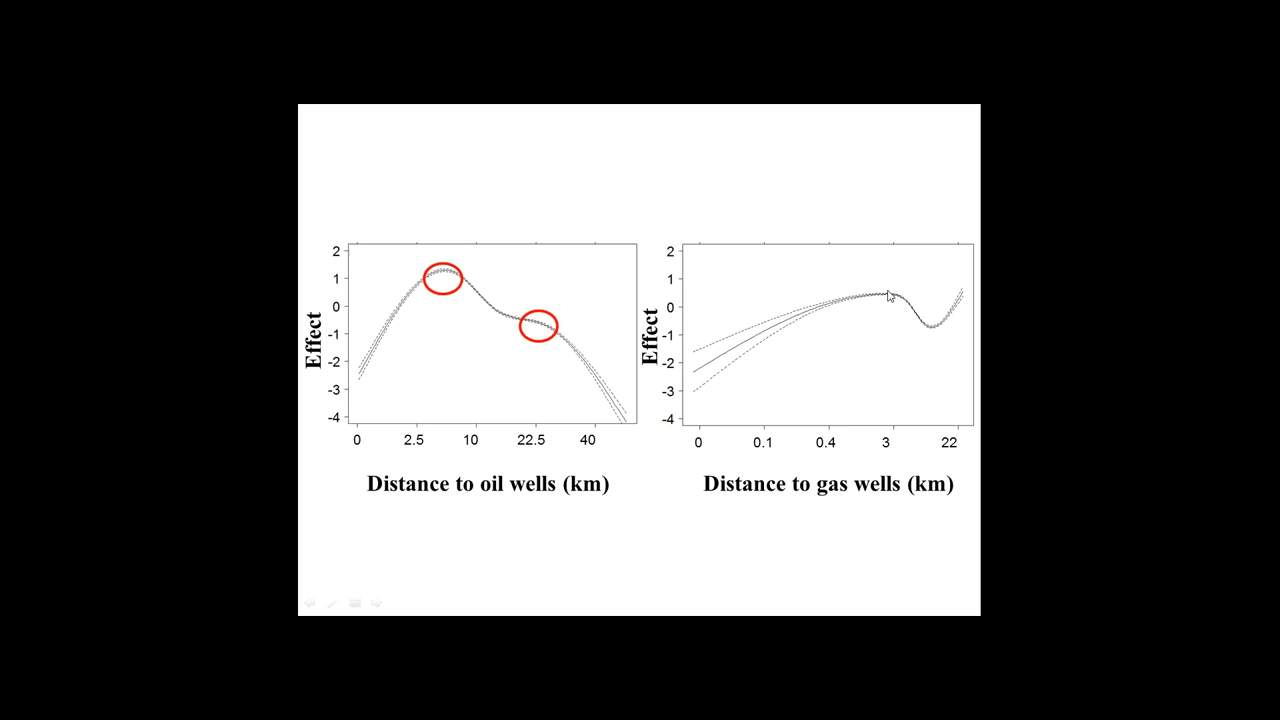 2
1
0
-1
-2
-3
-4
Effect
0 2.5 10 22.5 40
Distance to oil wells (km)
2
1
0
-1
-2
-3
-4
Effect
0 0.1 0.4 3 22
Distance to gas wells (km)